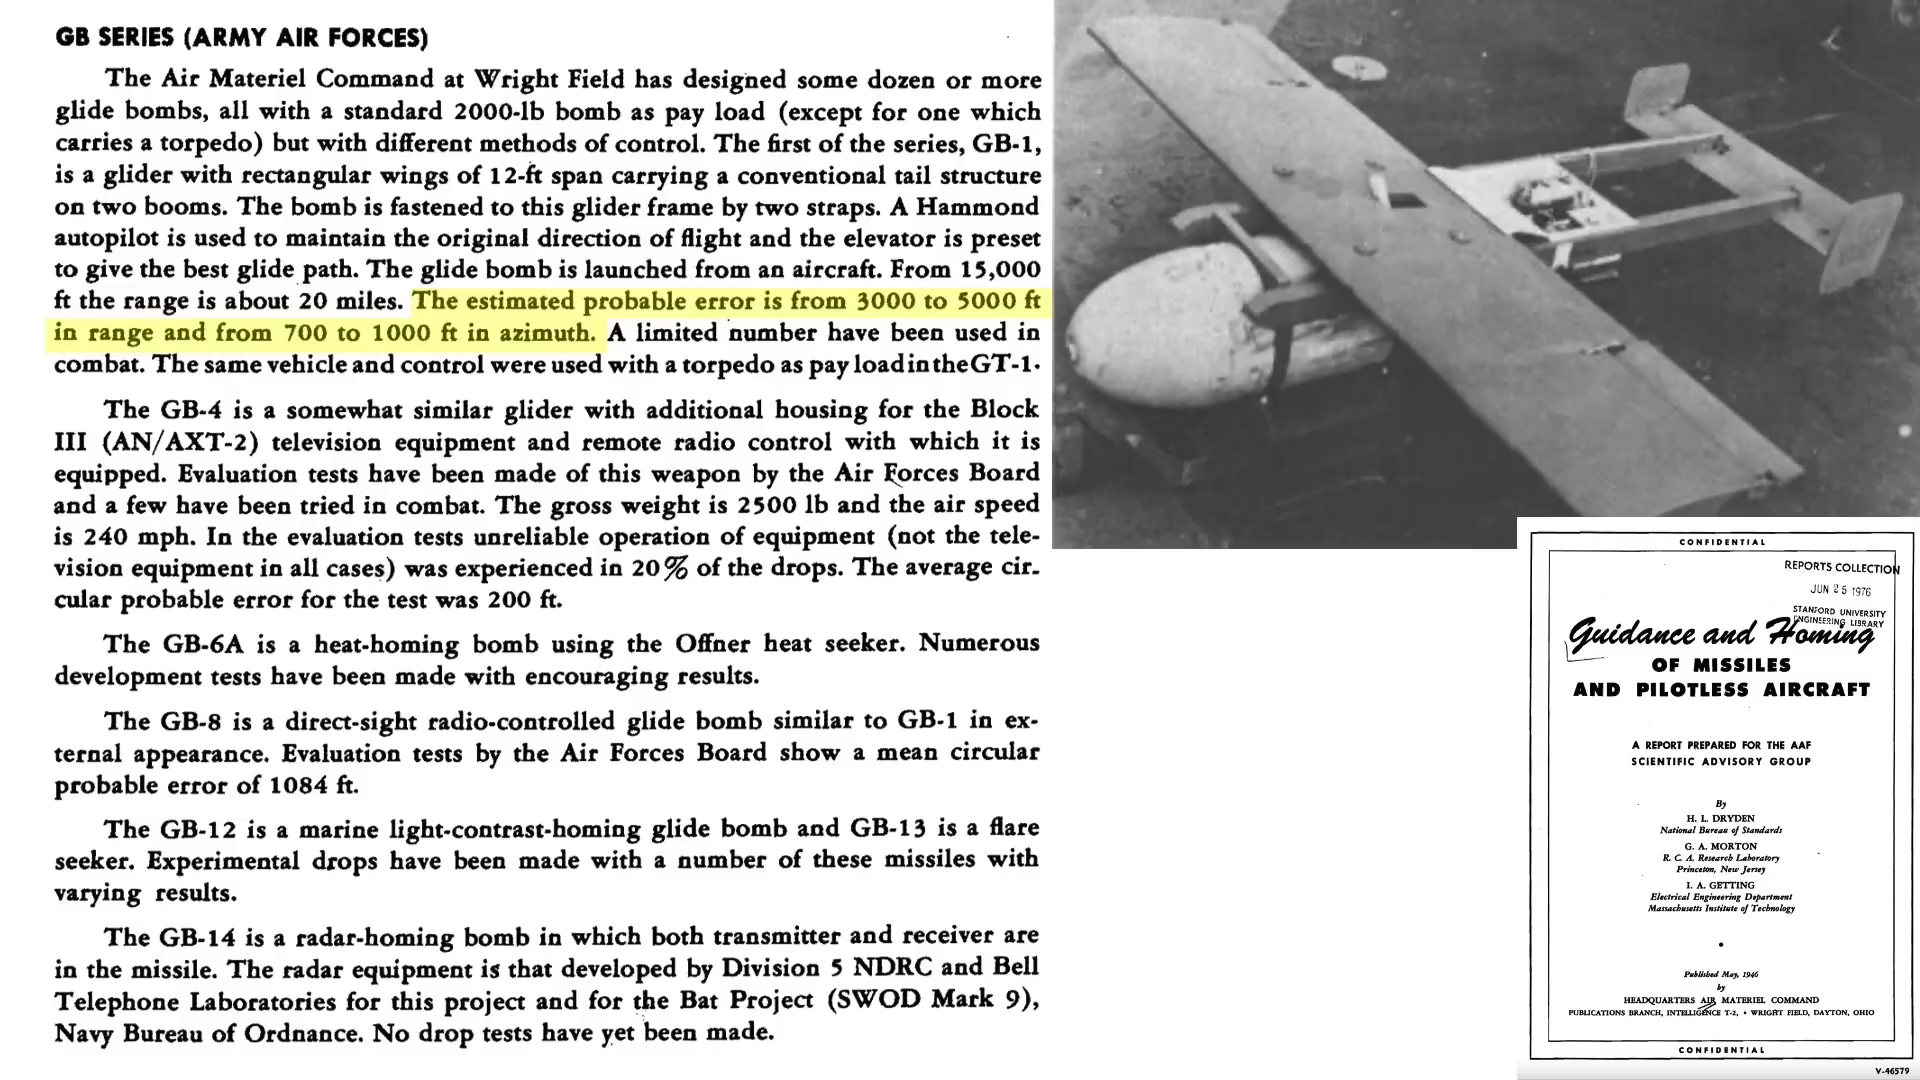 GB SERIES (ARMY AIR FORCES)
The Air Materiel Command at Wright Field has designed some dozen or more
glide bombs, all with a standard 2000-lb bomb as pay load (except for one which
carries a torpedo) but with different methods of control. The first of the series, GB-1,
is a glider with rectangular wings of 12-ft span carrying a conventional tail structure
on two booms. The bomb is fastened to this glider frame by two straps. A Hammond
autopilot is used to maintain the original direction of flight and the elevator is preset
to give the best glide path. The glide bomb is launched from an aircraft. From 15,000
ft the range is about 20 miles. The estimated probable error is from 3000 to 5000 ft
in range and from 700 to 1000 ft in azimuth. A limited number have been used in
combat. The same vehicle and control were used with a torpedo as pay load in the GT-1.
The GB-4 is a somewhat similar glider with additional housing for the Block
III (AN/AXT-2) television equipment and remote radio control with which it is
equipped. Evaluation tests have been made of this weapon by the Air Forces Board
and a few have been tried in combat. The gross weight is 2500 lb and the air speed
is 240 mph. In the evaluation tests unreliable operation of equipment (not the tele-
vision equipment in all cases) was experienced in 20% of the drops. The average cir-
cular probable error for the test was 200 ft.
The GB-6A is a heat-homing bomb using the Offner heat seeker. Numerous
development tests have been made with encouraging results.
The GB-8 is a direct-sight radio-controlled glide bomb similar to GB-1 in ex-
ternal appearance. Evaluation tests by the Air Forces Board show a mean circular
probable error of 1084 ft.
The GB-12 is a marine light-contrast-homing glide bomb and GB-13 is a flare
seeker. Experimental drops have been made with a number of these missiles with
varying results.
The GB-14 is a radar-homing bomb in which both transmitter and receiver are
in the missile. The radar equipment is that developed by Division 5 NDRC and Bell
Telephone Laboratories for this project and for the Bat Project (SWOD Mark 9),
Navy Bureau of Ordnance. No drop tests have yet been made.
CONFIDENTIAL
REPORTS COLLECTION
JUN 25 1976
STANFORD UNIVERSITY
ENGINEERING LIBRARY
Guidance and Homing
OF MISSILES
AND PILOTLESS AIRCRAFT
A REPORT PREPARED FOR THE AAF
SCIENTIFIC ADVISORY GROUP
By
H. L. DRYDEN
National Bureau of Standards
G. A. MORTON
R. C. A. Research Laboratory
Princeton, New Jersey
I. A. GETTING
Electrical Engineering Department
Massachusetts Institute of Technology
Published May, 1946
by
HEADQUARTERS AIR MATERIEL COMMAND
PUBLICATIONS BRANCH, INTELLIGENCE T-2, • WRIGHT FIELD, DAYTON, OHIO
CONFIDENTIAL
V-46579